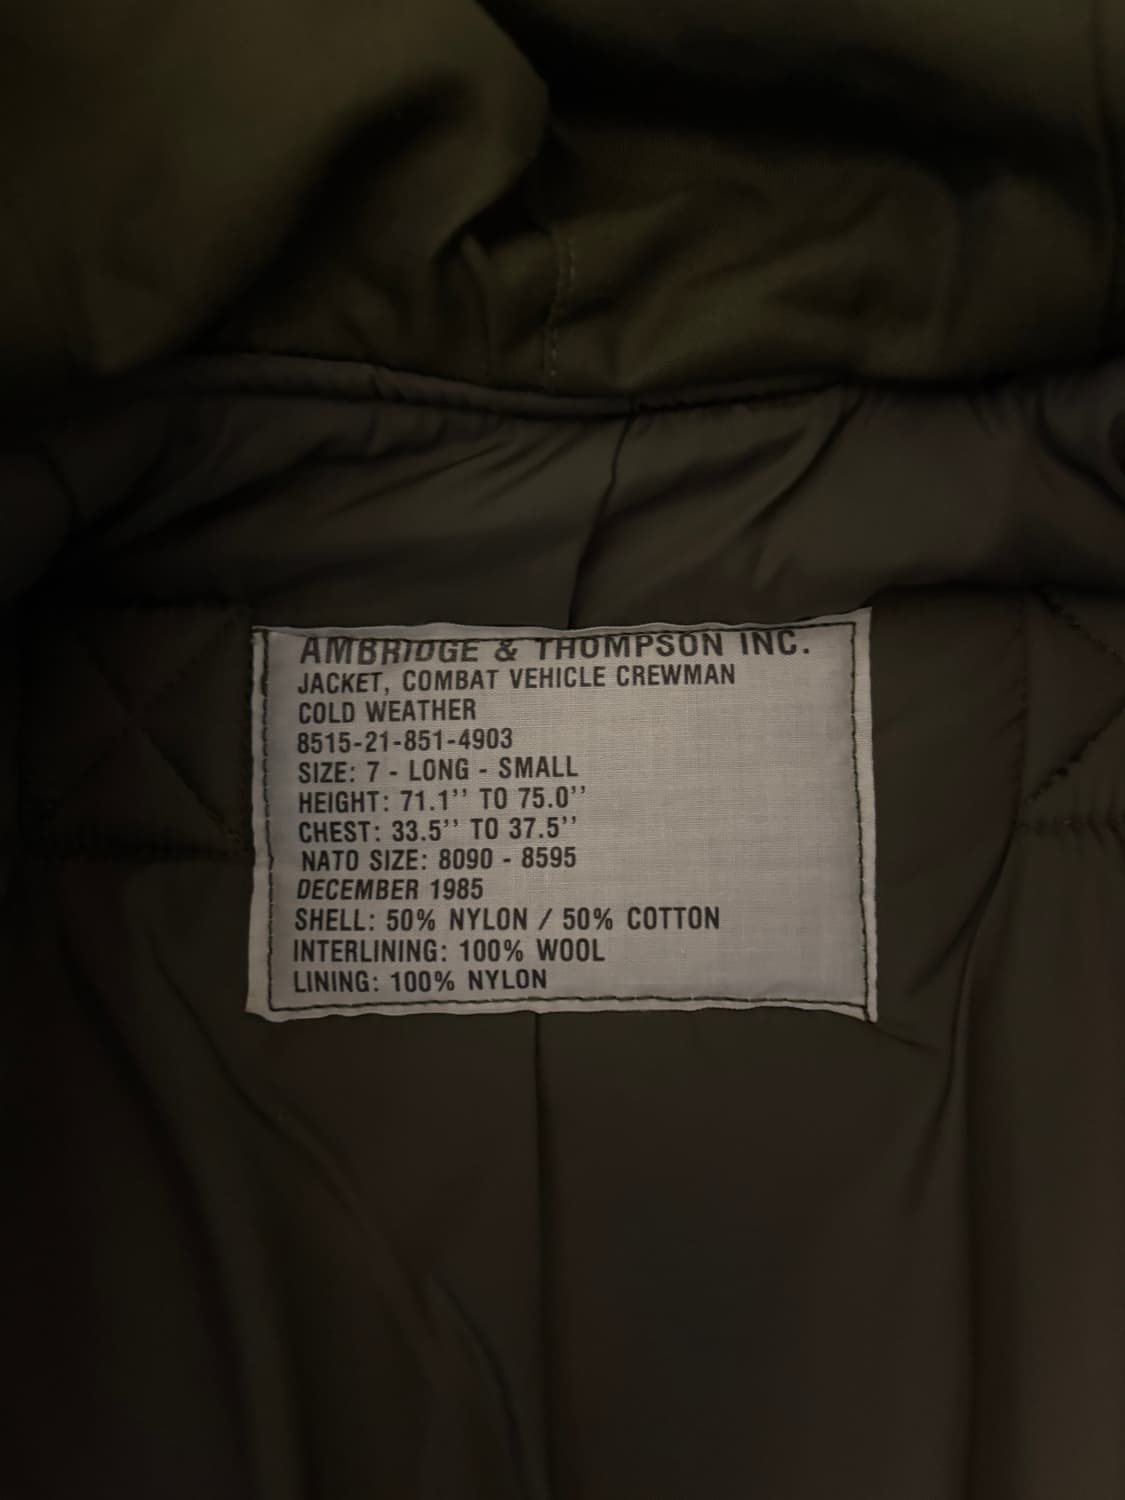 AMBRIDGE & THOMPSON INC.
JACKET, COMBAT VEHICLE CREWMAN
COLD WEATHER
8515-21-851-4903
SIZE: 7 - LONG - SMALL
HEIGHT: 71.1'' TO 75.0''
CHEST: 33.5'' TO 37.5''
NATO SIZE: 8090 - 8595
DECEMBER 1985
SHELL: 50% NYLON / 50% COTTON
INTERLINING: 100% WOOL
LINING: 100% NYLON